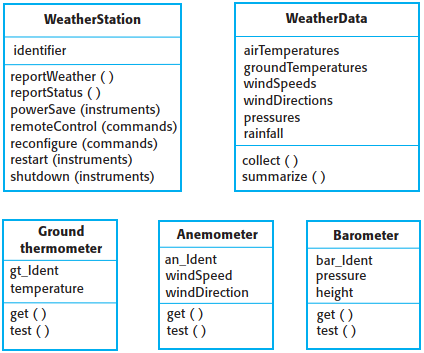 WeatherStation
identifier
reportWeather ( )
reportStatus ( )
powerSave (instruments)
remoteControl (commands)
reconfigure (commands)
restart (instruments)
shutdown (instruments)
WeatherData
airTemperatures
groundTemperatures
windSpeeds
windDirections
pressures
rainfall
collect ( )
summarize ( )
Ground
thermometer
gt_Ident
temperature
get ( )
test ( )
Anemometer
an_Ident
windSpeed
windDirection
get ( )
test ( )
Barometer
bar_Ident
pressure
height
get ( )
test ( )